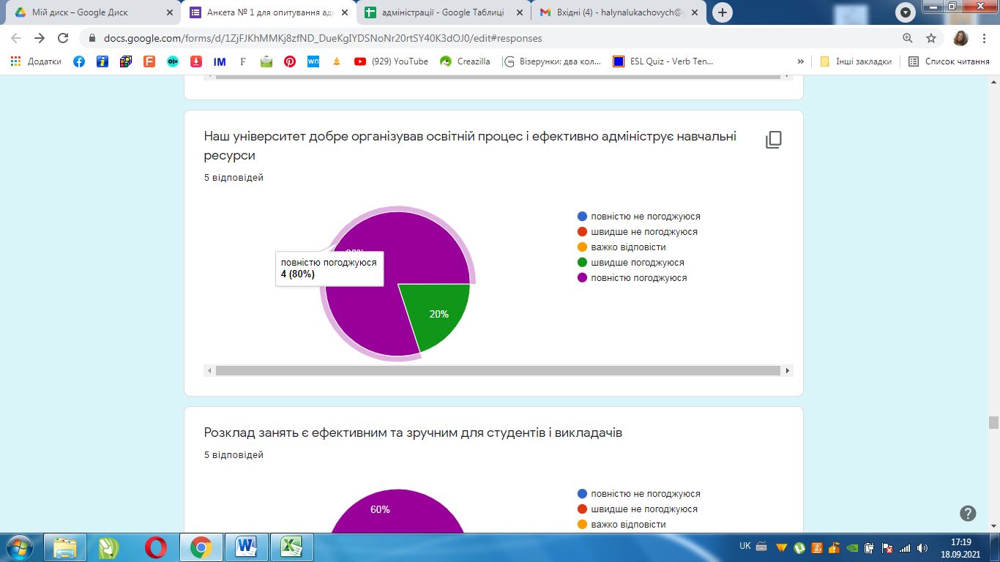 Мій диск – Google Диск
Анкета № 1 для опитування адм
адміністрації - Google Таблиці
Вхідні (4) - halynalukachovych@g
docs.google.com/forms/d/1ZjFJKhMMKj8zfND_DueKgIYDSNoNr20rtSY40K3dOJ0/edit#responses
Додатки
IM
F
wn
(929) YouTube
Creazilla
Візерунки: два кол...
ESL Quiz - Verb Ten...
»
Інші закладки
Список читання
Наш університет добре організував освітній процес і ефективно адмініструє навчальні
ресурси
5 відповідей
повністю погоджуюся
4 (80%)
20%
повністю не погоджуюся
швидше не погоджуюся
важко відповісти
швидше погоджуюся
повністю погоджуюся
Розклад занять є ефективним та зручним для студентів і викладачів
5 відповідей
60%
повністю не погоджуюся
швидше не погоджуюся
важко відповісти
UK
17:19
18.09.2021